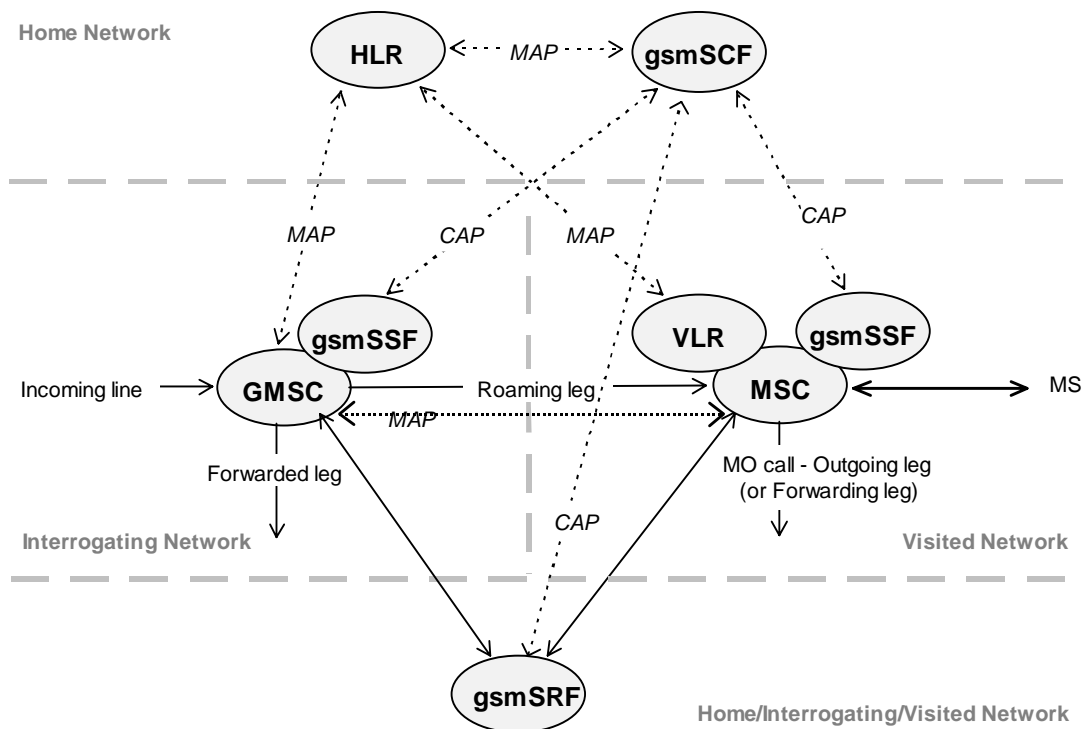 Home Network
HLR
MAP
gsmSCF
MAP
CAP
MAP
CAP
gsmSSF
VLR
gsmSSF
Incoming line
GMSC
Roaming leg
MSC
MS
MAP
Forwarded leg
MO call - Outgoing leg
(or Forwarding leg)
CAP
Interrogating Network
Visited Network
gsmSRF
Home/Interrogating/Visited Network